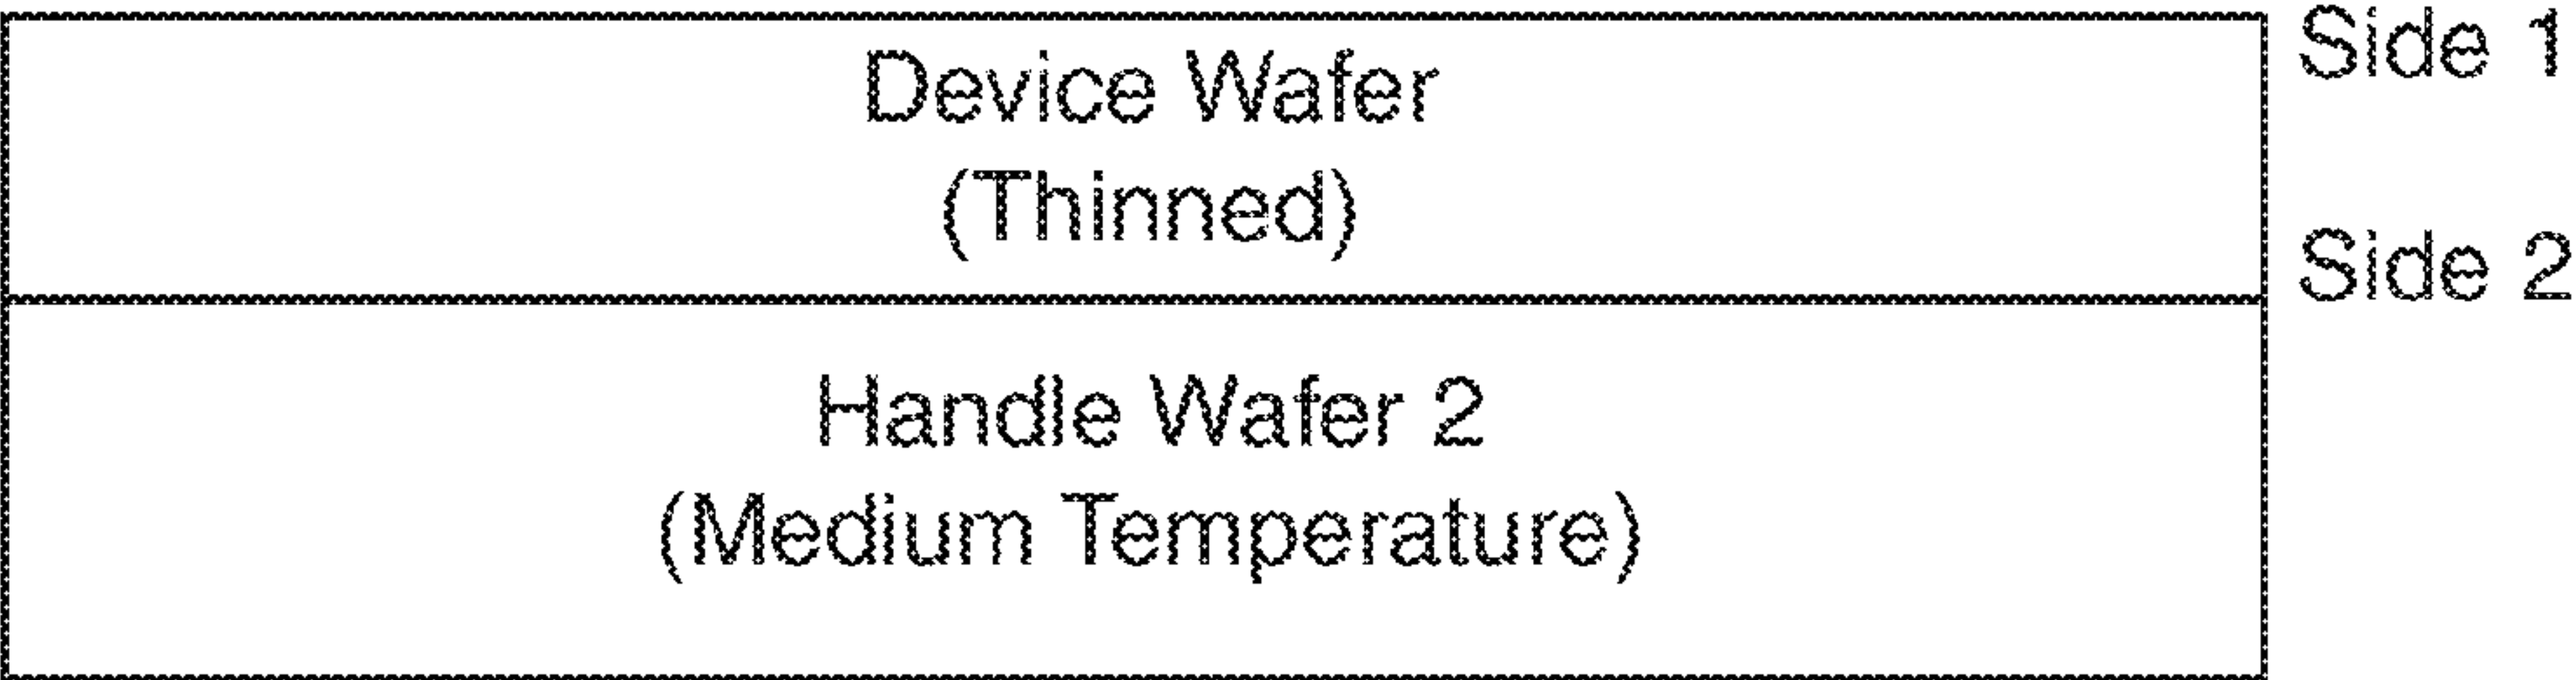 Device Wafer
(Thinned)
Side 1
Side 2
Handle Wafer 2
(Medium Temperature)